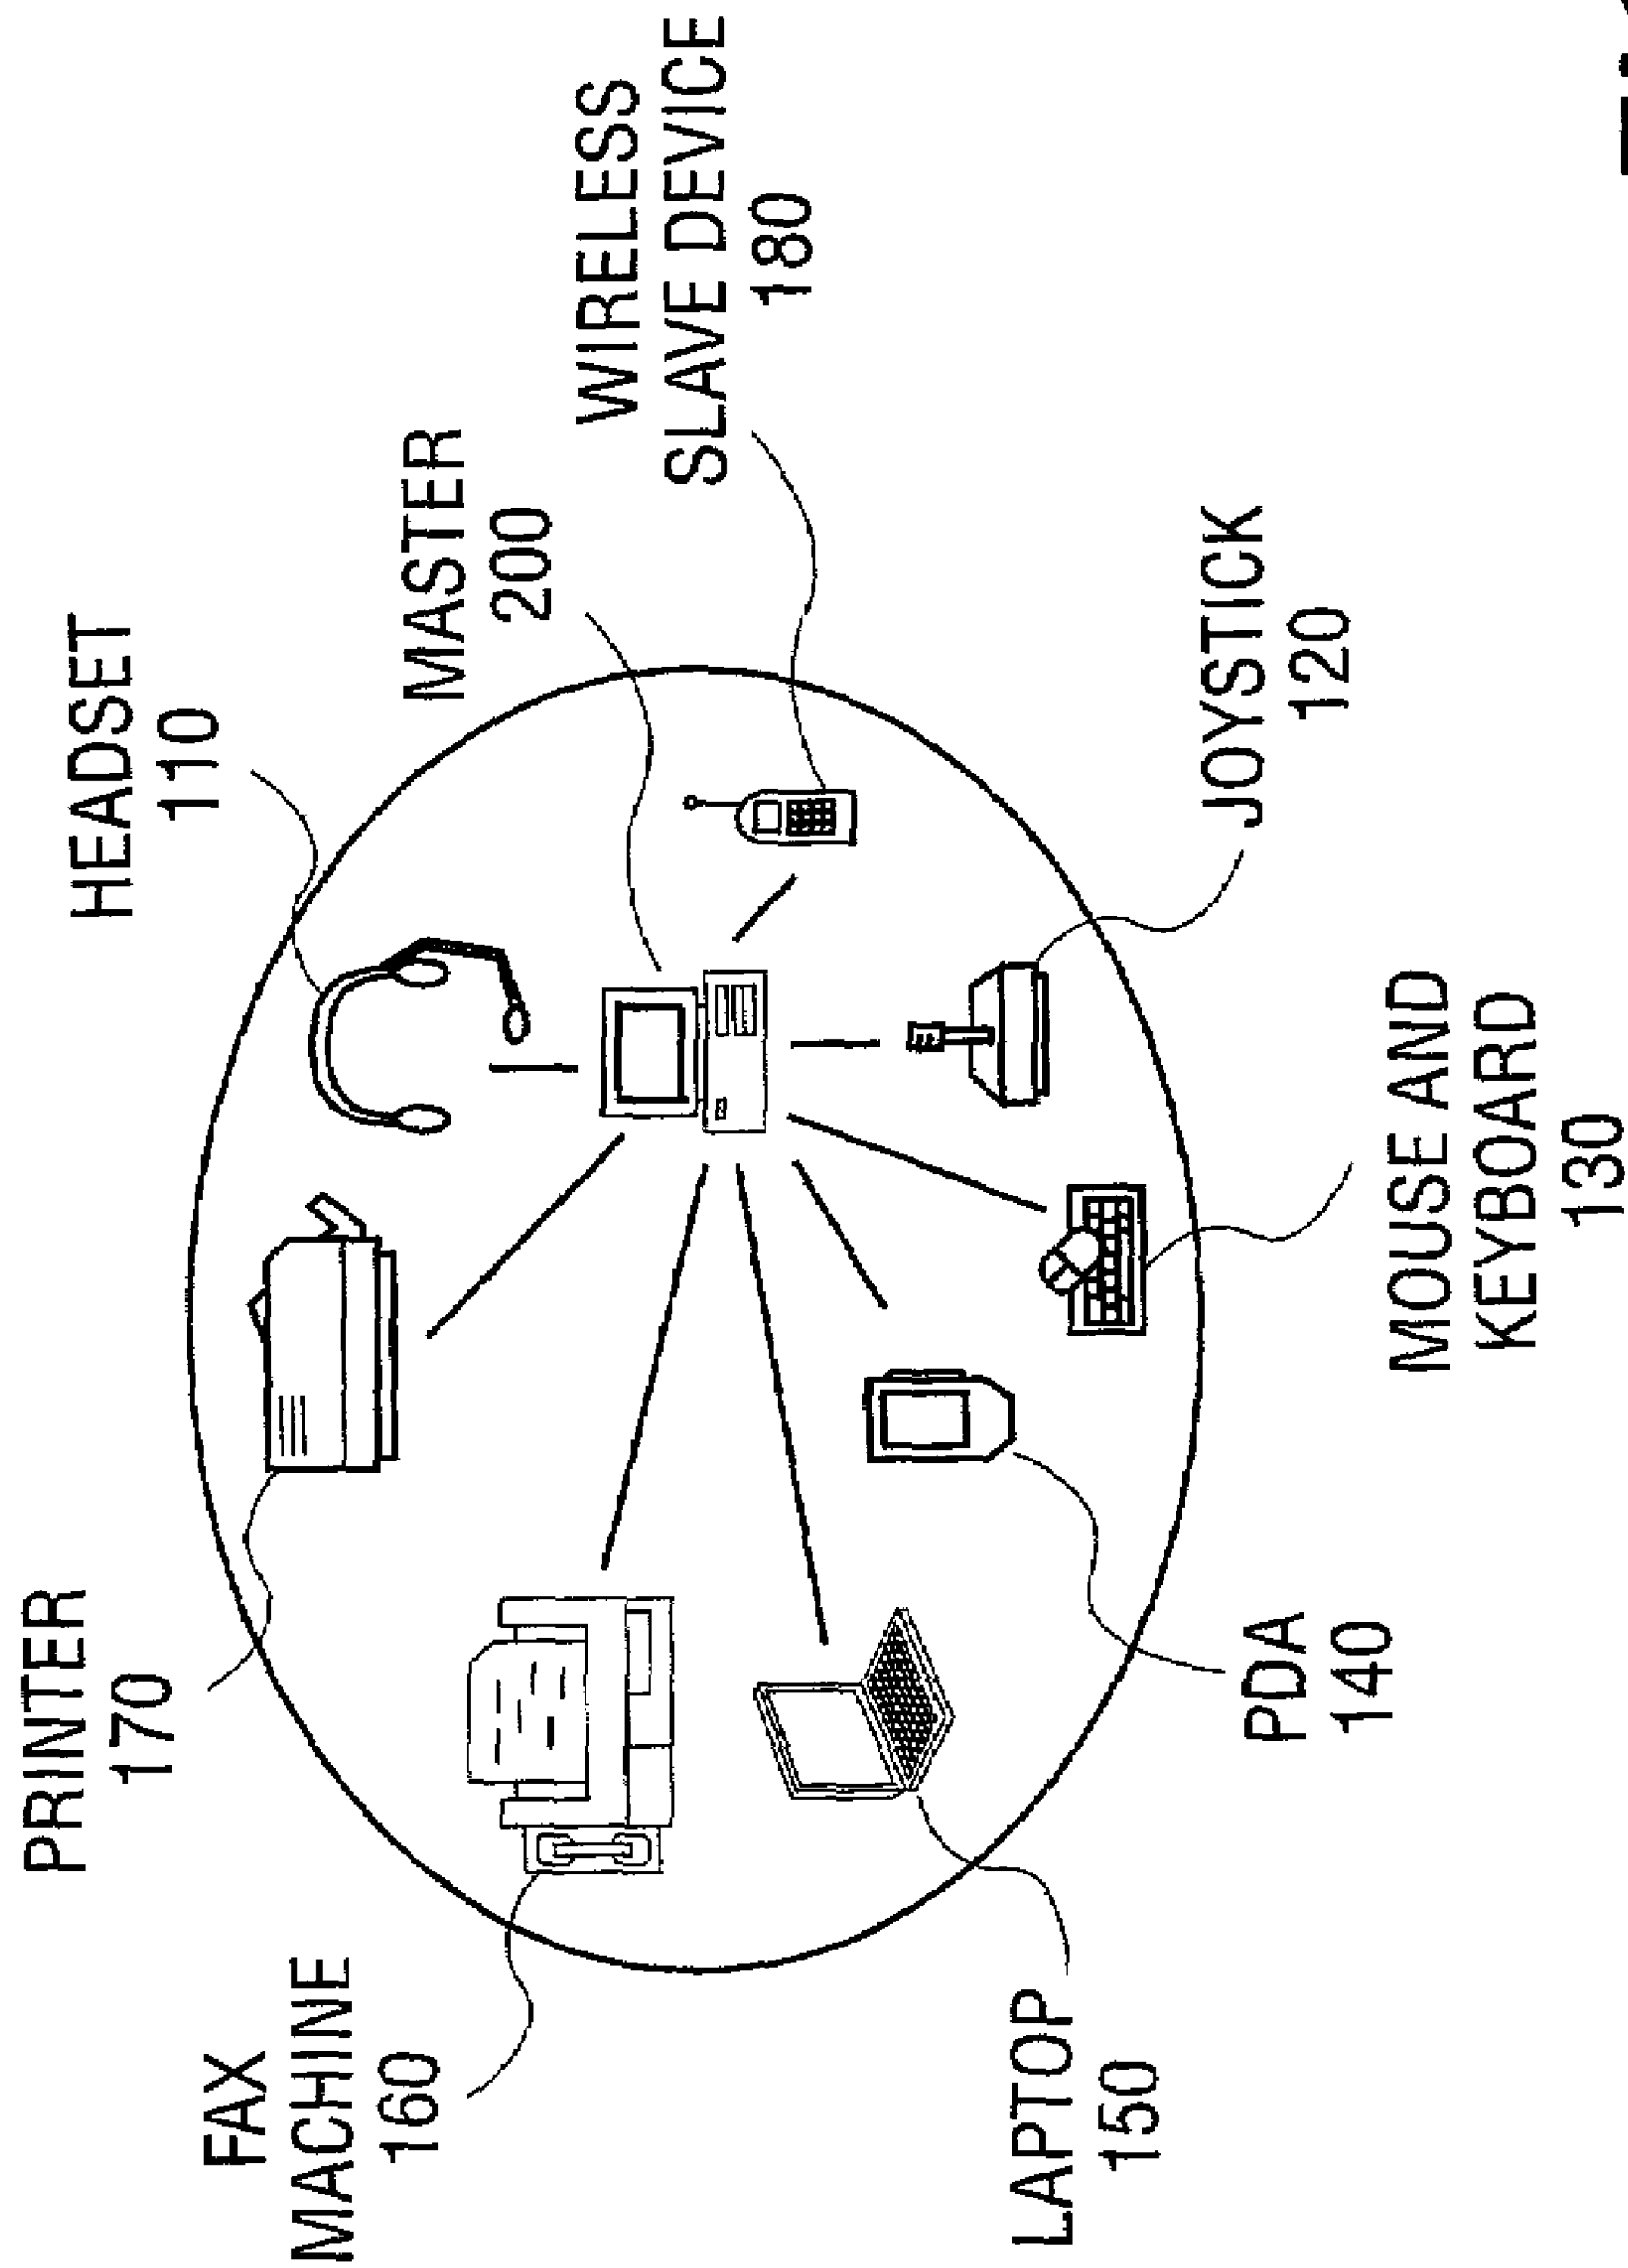 PRINTER
170
HEADSET
110
FAX
MACHINE
160
MASTER
200
WIRELESS
SLAVE DEVICE
180
LAPTOP
150
PDA
140
JOYSTICK
120
MOUSE AND
KEYBOARD
130